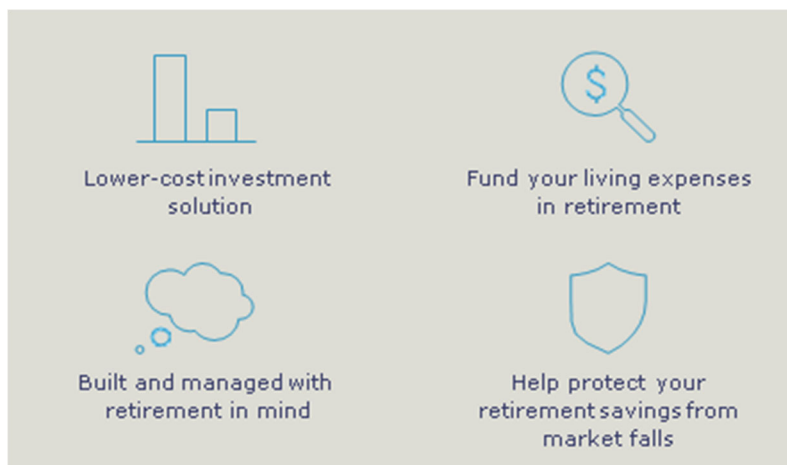 $
Lower-cost investment
solution
Fund your living expenses
in retirement
Built and managed with
retirement in mind
Help protect your
retirement savings from
market falls